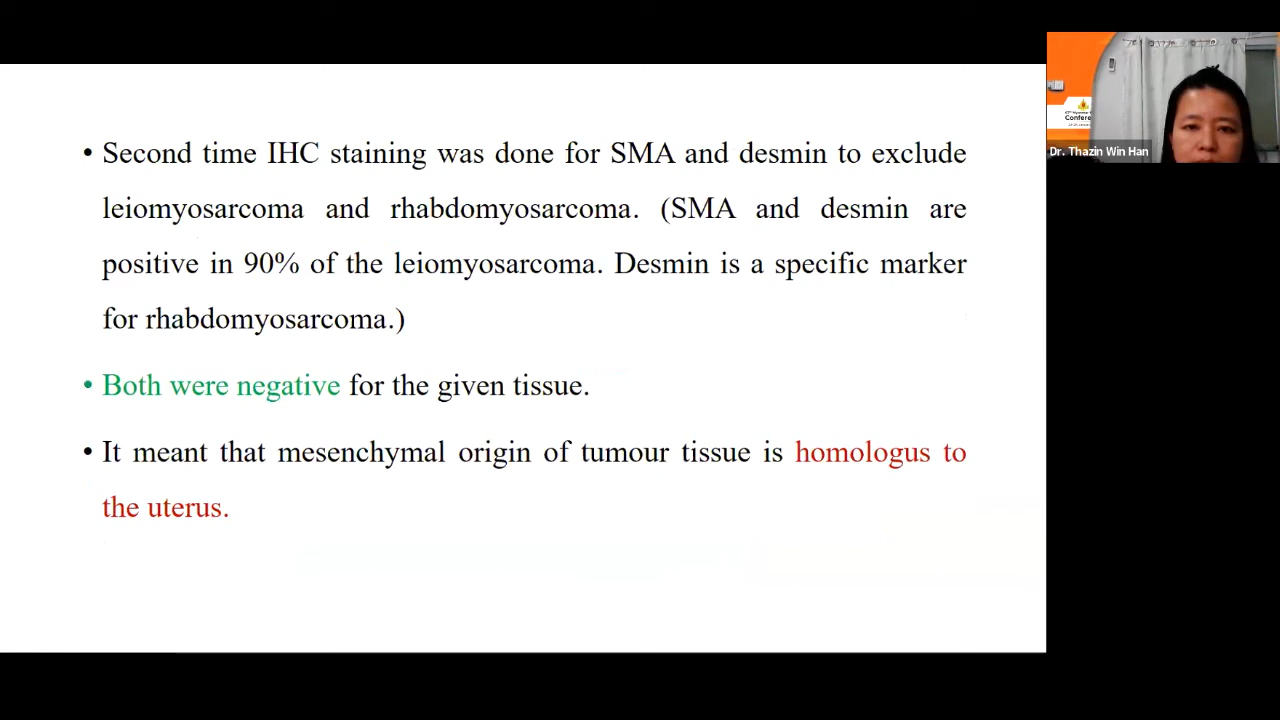 • Second time IHC staining was done for SMA and desmin to exclude
leiomyosarcoma and rhabdomyosarcoma. (SMA and desmin are
positive in 90% of the leiomyosarcoma. Desmin is a specific marker
for rhabdomyosarcoma.)
• Both were negative for the given tissue.
• It meant that mesenchymal origin of tumour tissue is homologus to
the uterus.
Dr. Thazin Win Han